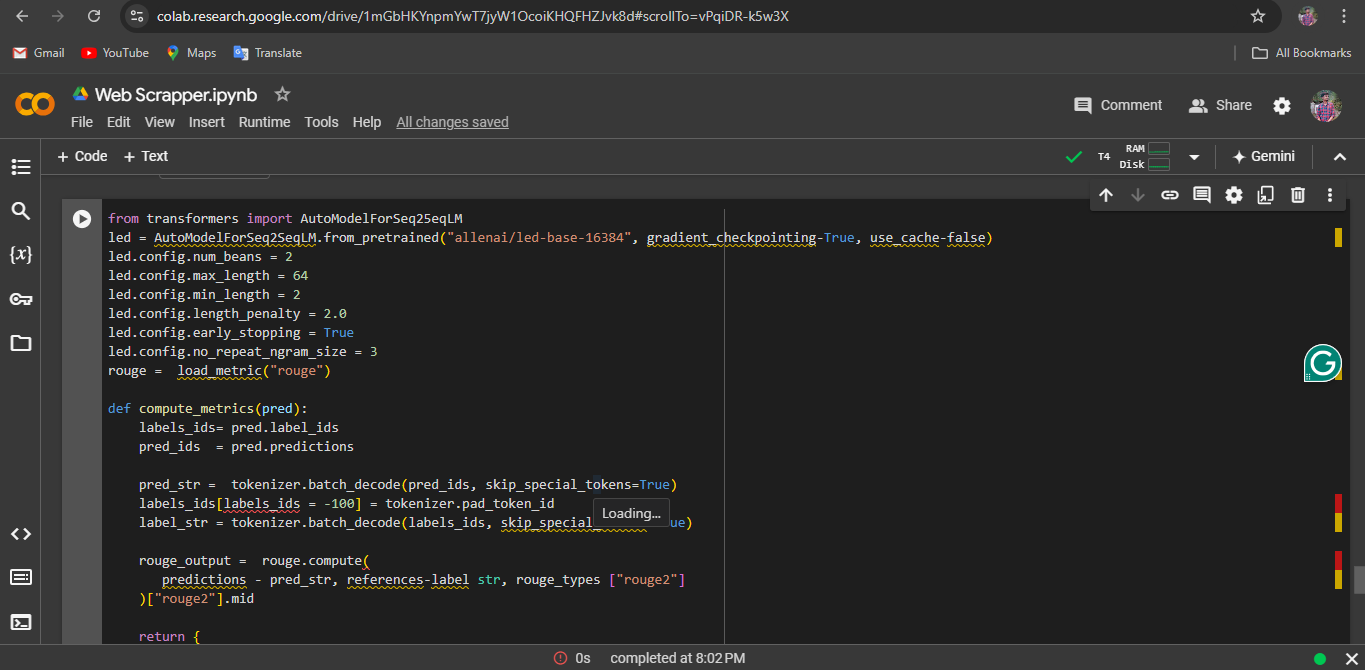 colab.research.google.com/drive/1mGbHKYnpmYwT7jyW1OcoiKHQFHZJvk8d#scrollTo=vPqiDR-k5w3X
Gmail YouTube Maps Translate All Bookmarks
Web Scrapper.ipynb
Comment Share
File Edit View Insert Runtime Tools Help All changes saved
+ Code + Text T4 RAM Disk Gemini
from transformers import AutoModelForSeq25eqLM
led = AutoModelForSeq2SeqLM.from_pretrained("allenai/led-base-16384", gradient_checkpointing-True, use_cache-false)
led.config.num_beans = 2
led.config.max_length = 64
led.config.min_length = 2
led.config.length_penalty = 2.0
led.config.early_stopping = True
led.config.no_repeat_ngram_size = 3
rouge =  load_metric("rouge")
def compute_metrics(pred):
labels_ids= pred.label_ids
pred_ids  = pred.predictions
pred_str =  tokenizer.batch_decode(pred_ids, skip_special_tokens=True)
labels_ids[labels_ids = -100] = tokenizer.pad_token_id
Loading...
label_str = tokenizer.batch_decode(labels_ids, skip_special ue)
rouge_output =  rouge.compute(
predictions - pred_str, references-label str, rouge_types ["rouge2"]
)["rouge2"].mid
return {
0s completed at 8:02 PM